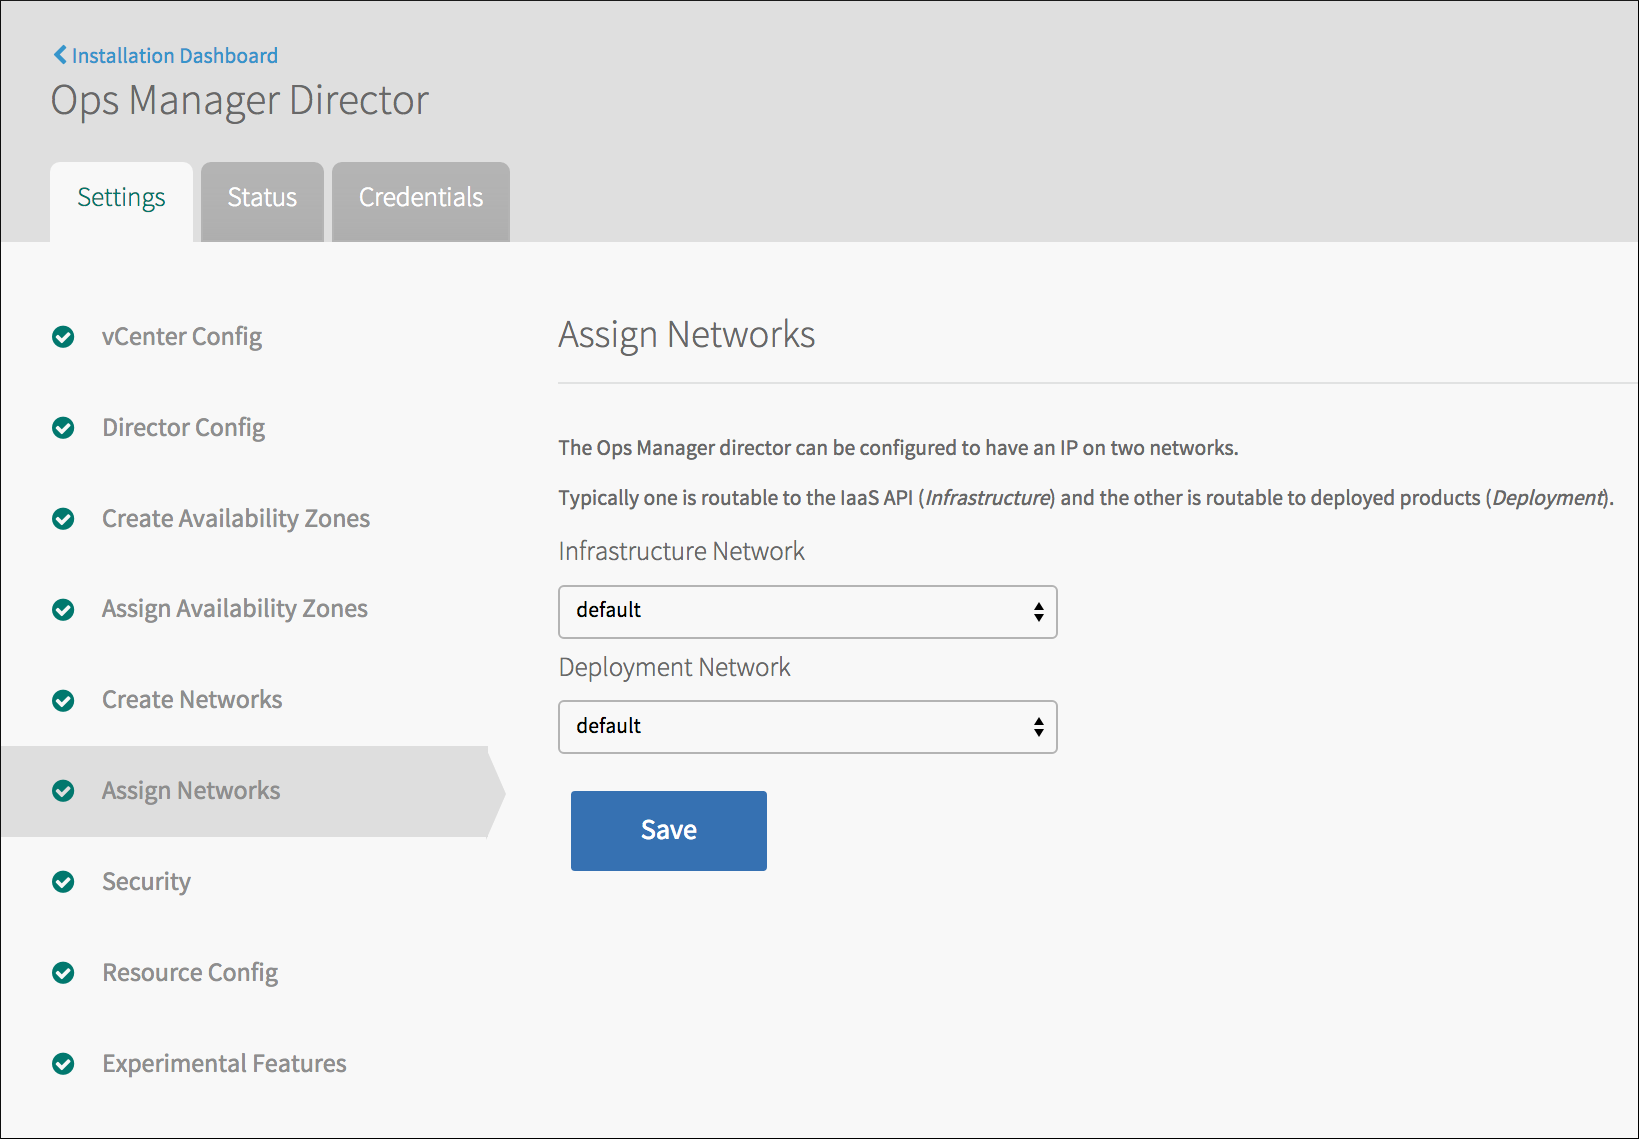 Installation Dashboard
Ops Manager Director
Settings
Status
Credentials
vCenter Config
Director Config
Create Availability Zones
Assign Availability Zones
Create Networks
Assign Networks
Security
Resource Config
Experimental Features
Assign Networks
The Ops Manager director can be configured to have an IP on two networks.
Typically one is routable to the IaaS API (Infrastructure) and the other is routable to deployed products (Deployment).
Infrastructure Network
default
Deployment Network
default
Save